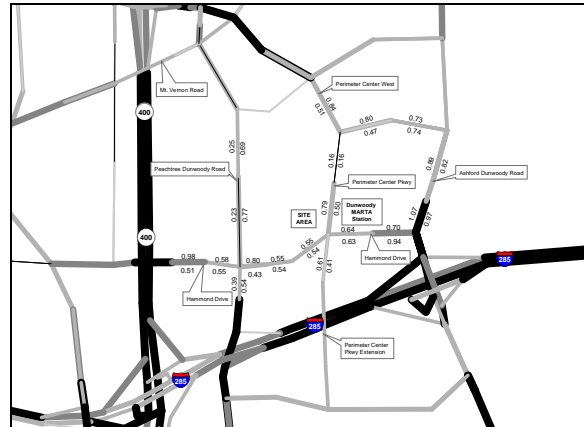 Perimeter Center West
0.84
0.51
Mt. Vernon Road
400
0.80
0.73
0.47
0.74
0.25
0.69
0.16
0.16
0.89
0.82
Peachtree Dunwoody Road
Ashford Dunwoody Road
Perimeter Center Pkwy
0.23
0.77
0.79
0.50
SITE
AREA
Dunwoody
MARTA
Station
1.07
0.97
400
0.64
0.70
0.63
0.94
0.98
0.58
0.80
0.55
0.55
0.54
0.51
0.55
0.43
0.54
Hammond Drive
285
0.39
0.54
0.61
0.41
Hammond Drive
285
Perimeter Center
Pkwy Extension
285